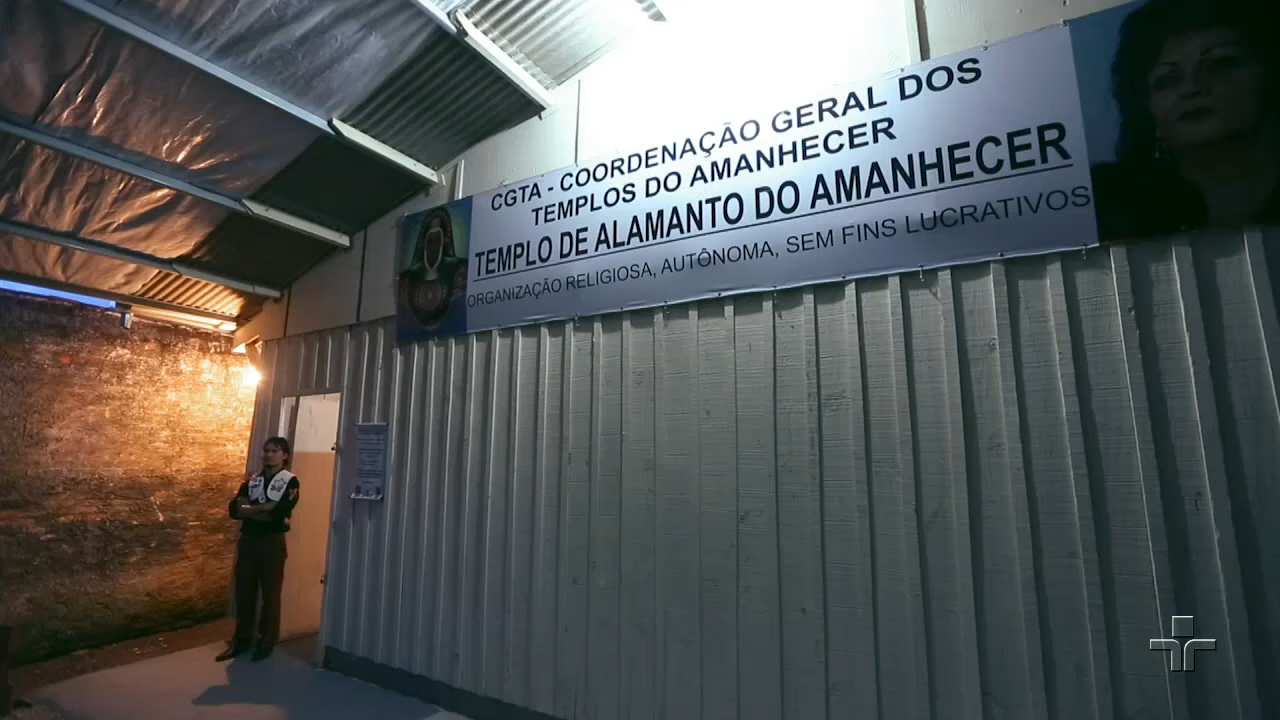 CGTA - COORDENAÇÃO GERAL DOS
TEMPLOS DO AMANHECER
TEMPLO DE ALAMANTO DO AMANHECER
ORGANIZAÇÃO RELIGIOSA, AUTÔNOMA, SEM FINS LUCRATIVOS